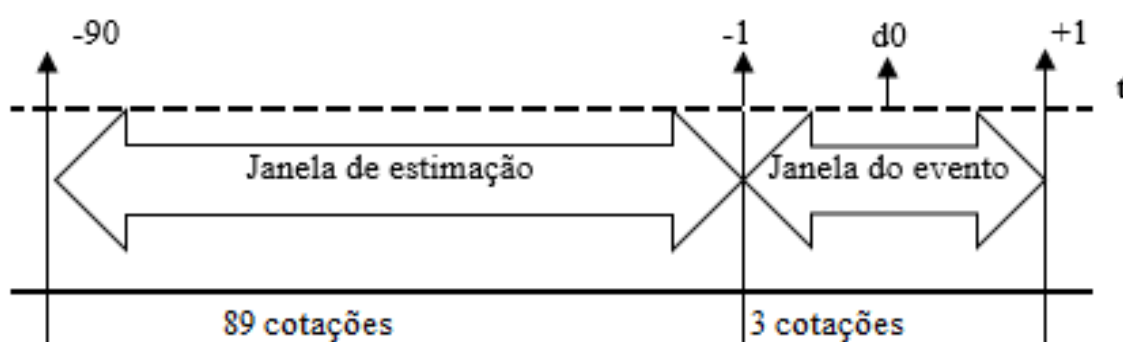 -90 -1 d0 +1
t
Janela de estimação Janela do evento
89 cotações 3 cotações